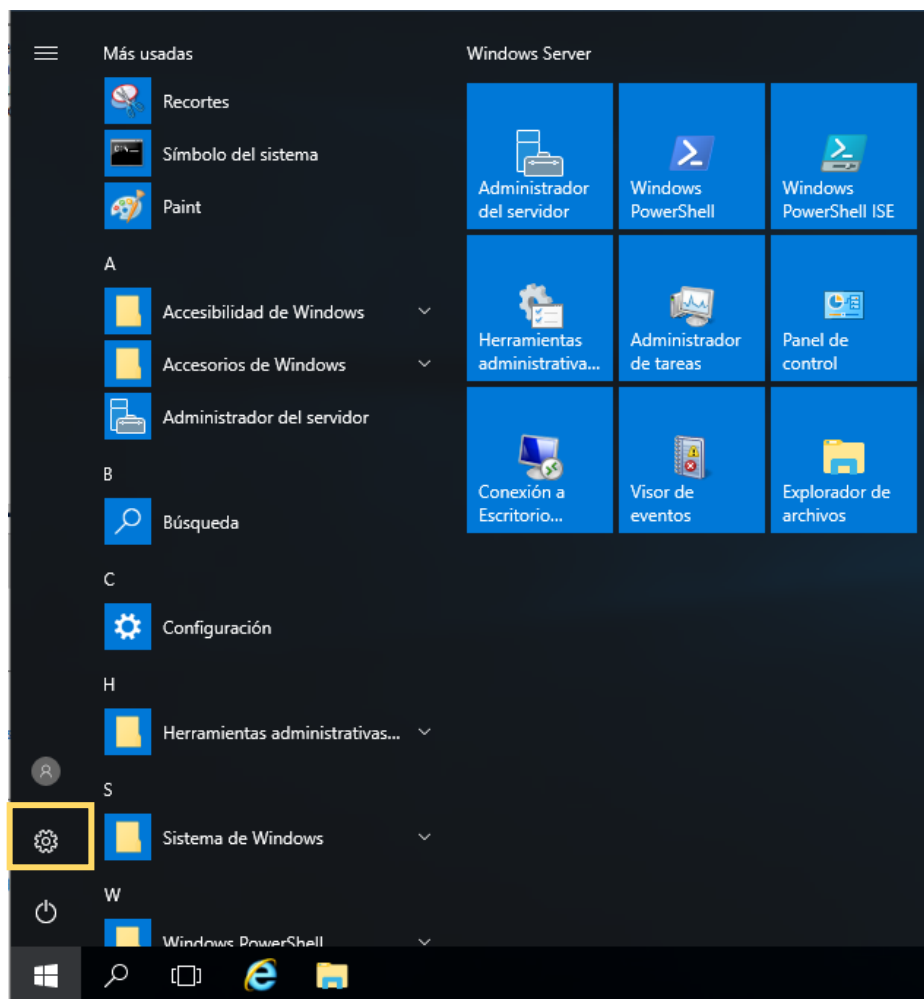 Más usadas
Recortes
Símbolo del sistema
Paint
A
Accesibilidad de Windows
Accesorios de Windows
Administrador del servidor
B
Búsqueda
C
Configuración
H
Herramientas administrativas...
S
Sistema de Windows
W
Windows PowerShell
Windows Server
Administrador
del servidor
Windows
PowerShell
Windows
PowerShell ISE
Herramientas
administrativa...
Administrador
de tareas
Panel de
control
Conexión a
Escritorio...
Visor de
eventos
Explorador de
archivos